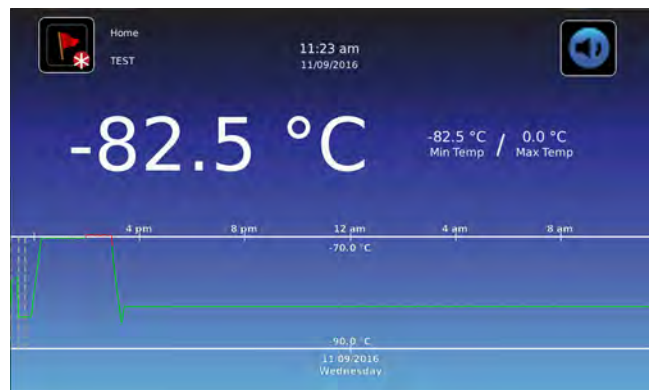 Home
TEST
11:23 am
11/09/2016
-82.5 °C
-82.5 °C / 0.0 °C
Min Temp Max Temp
4 pm 8 pm 12 am 4 am 8 am
-70.0 °C
-90.0 °C
11/09/2016
Wednesday